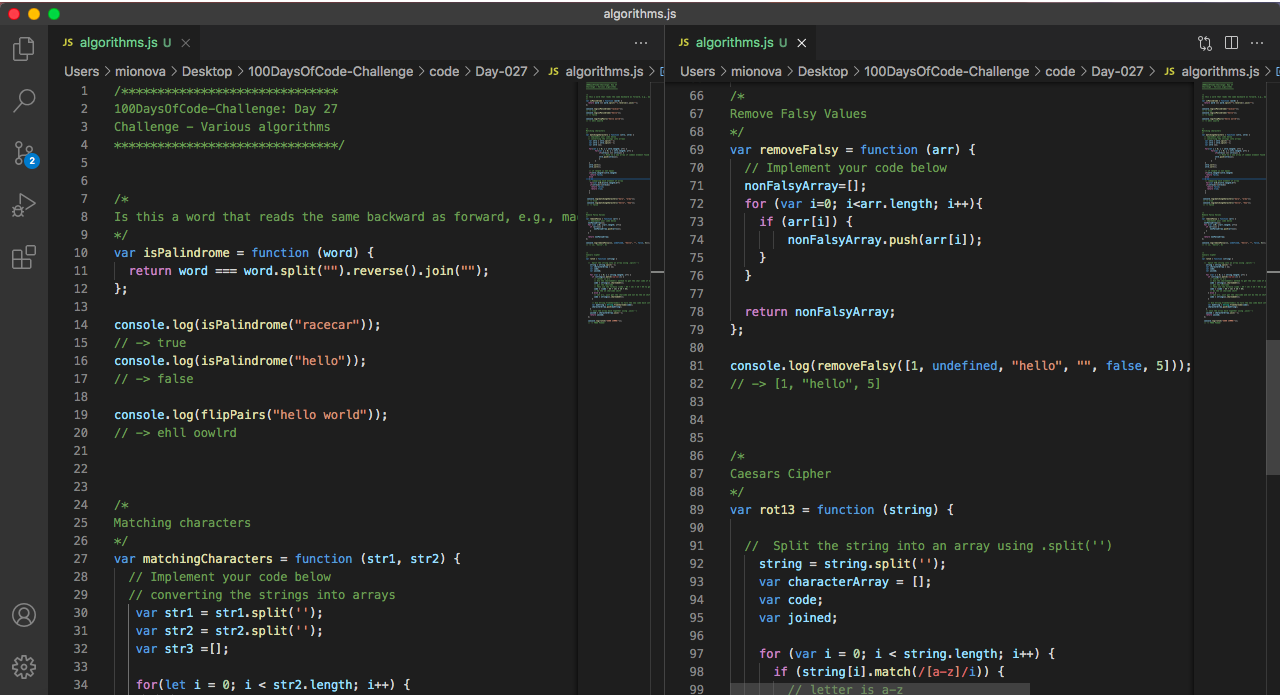 algorithms.js
JS algorithms.js U
Users > mionova > Desktop > 100DaysOfCode-Challenge > code > Day-027 > JS algorithms.js >
2
1 /******************************
2 100DaysOfCode-Challenge: Day 27
3 Challenge - Various algorithms
4 ******************************/
5
6
7 /*
8 Is this a word that reads the same backward as forward, e.g., ma
9 */
10 var isPalindrome = function (word) {
11 return word === word.split("").reverse().join("");
12 };
13
14 console.log(isPalindrome("racecar"));
15 // -> true
16 console.log(isPalindrome("hello"));
17 // -> false
18
19 console.log(flipPairs("hello world"));
20 // -> ehll oowlrd
21
22
23
24 /*
25 Matching characters
26 */
27 var matchingCharacters = function (str1, str2) {
28 // Implement your code below
29 // converting the strings into arrays
30 var str1 = str1.split('');
31 var str2 = str2.split('');
32 var str3 =[];
33
34 for(let i = 0; i < str2.length; i++) {
JS algorithms.js U
Users > mionova > Desktop > 100DaysOfCode-Challenge > code > Day-027 > JS algorithms.js >
66 /*
67 Remove Falsy Values
68 */
69 var removeFalsy = function (arr) {
70 // Implement your code below
71 nonFalsyArray=[];
72 for (var i=0; i<arr.length; i++){
73 if (arr[i]) {
74 nonFalsyArray.push(arr[i]);
75 }
76 }
77
78 return nonFalsyArray;
79 };
80
81 console.log(removeFalsy([1, undefined, "hello", "", false, 5]));
82 // -> [1, "hello", 5]
83
84
85
86 /*
87 Caesars Cipher
88 */
89 var rot13 = function (string) {
90
91 //  Split the string into an array using .split('')
92 string = string.split('');
93 var characterArray = [];
94 var code;
95 var joined;
96
97 for (var i = 0; i < string.length; i++) {
98 if (string[i].match(/[a-z]/i)) {
99 // letter is a-z